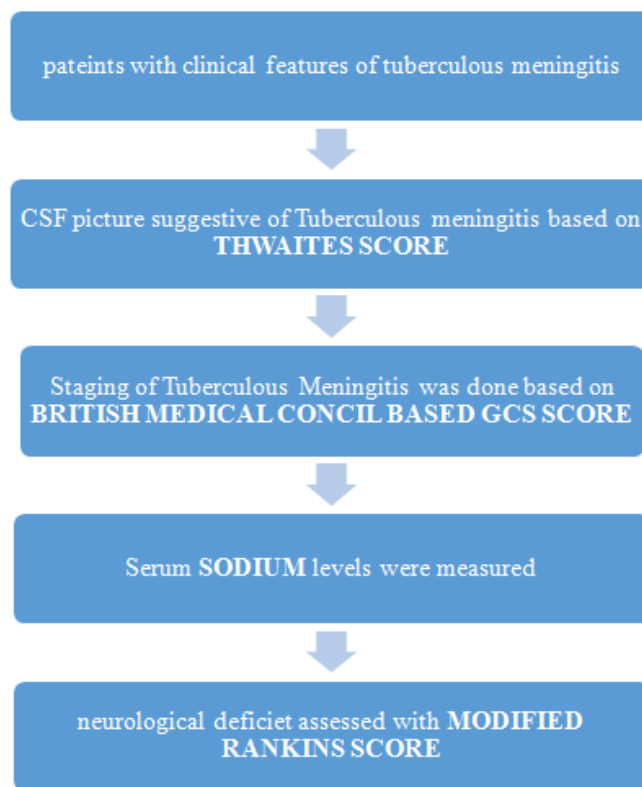 pateints with clinical features of tuberculous meningitis
CSF picture suggestive of Tuberculous meningitis based on
THWAITES SCORE
Staging of Tuberculous Meningitis was done based on
BRITISH MEDICAL CONCIL BASED GCS SCORE
Serum SODIUM levels were measured
neurological deficiet assessed with MODIFIED
RANKINS SCORE